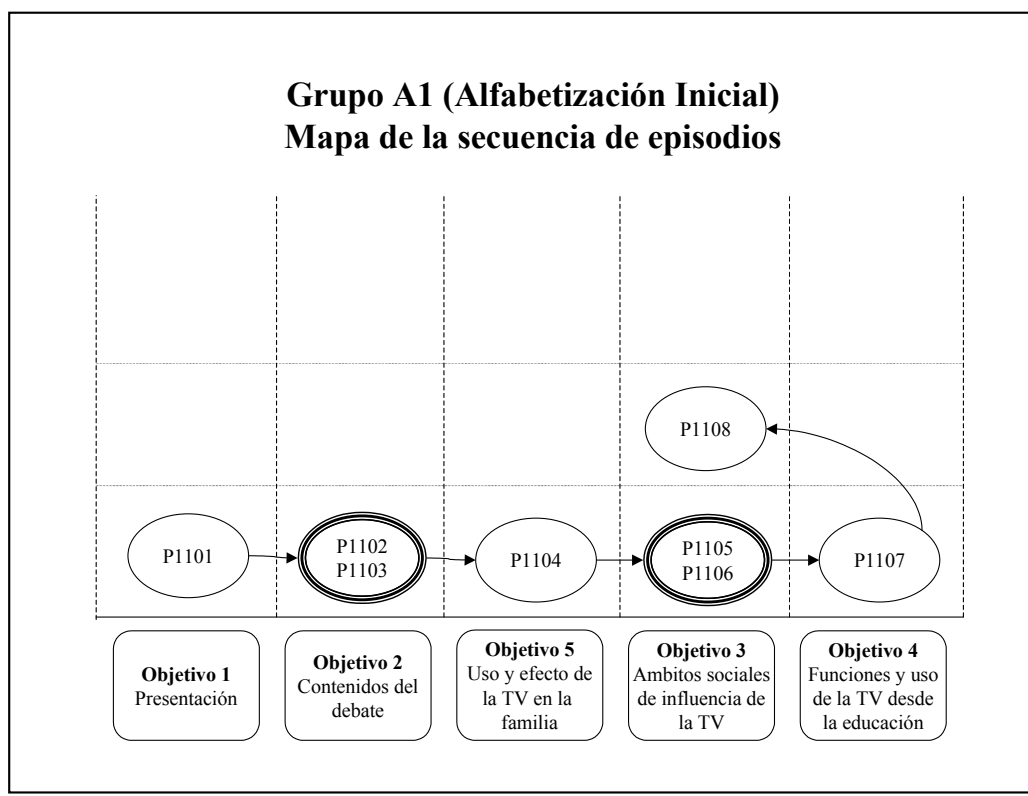 Grupo A1 (Alfabetización Inicial)
Mapa de la secuencia de episodios
P1108
P1101
P1102
P1103
P1104
P1105
P1106
P1107
Objetivo 1
Presentación
Objetivo 2
Contenidos del
debate
Objetivo 5
Uso y efecto de
la TV en la
familia
Objetivo 3
Ambitos sociales
de influencia de
la TV
Objetivo 4
Funciones y uso
de la TV desde
la educación